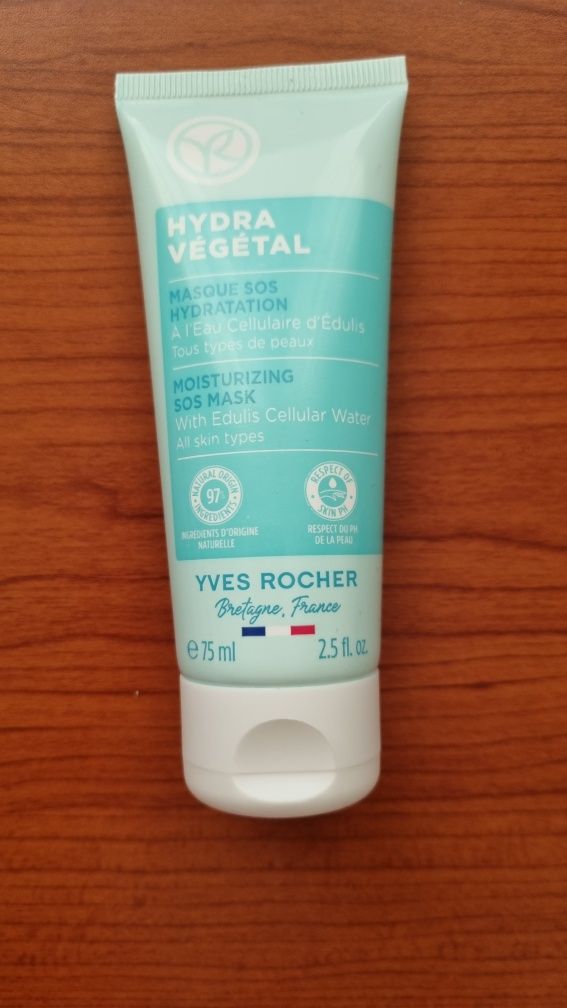 HYDRA
VÉGÉTAL
MASQUE SOS
HYDRATATION
À l'Eau Cellulaire d'Édulis
Tous types de peaux
MOISTURIZING
SOS MASK
With Edulis Cellular Water
All skin types
NATURAL ORIGIN
97%
INGREDIENTS
INGRÉDIENTS D'ORIGINE
NATURELLE
RESPECT OF
SKIN PH
RESPECT DU PH
DE LA PEAU
YVES ROCHER
Bretagne, France
℮ 75 ml
2.5 fl. oz.